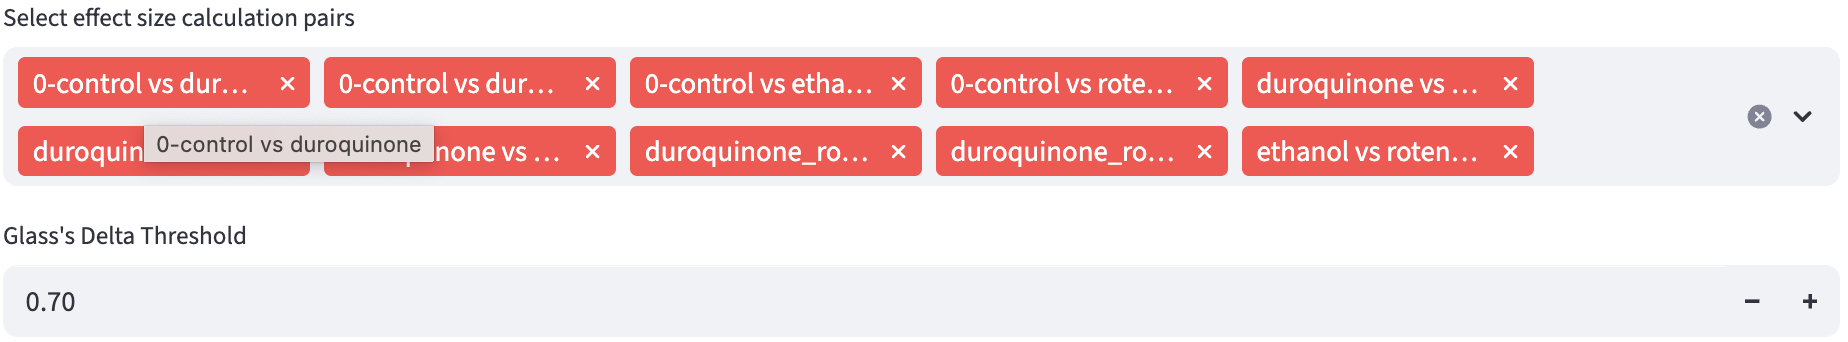 Select effect size calculation pairs
0-control vs dur... 0-control vs dur... 0-control vs etha... 0-control vs rote... duroquinone vs ...
0-control vs duroquinone
duroquin none vs ... duroquinone_ro... duroquinone_ro... ethanol vs roten...
Glass's Delta Threshold
0.70